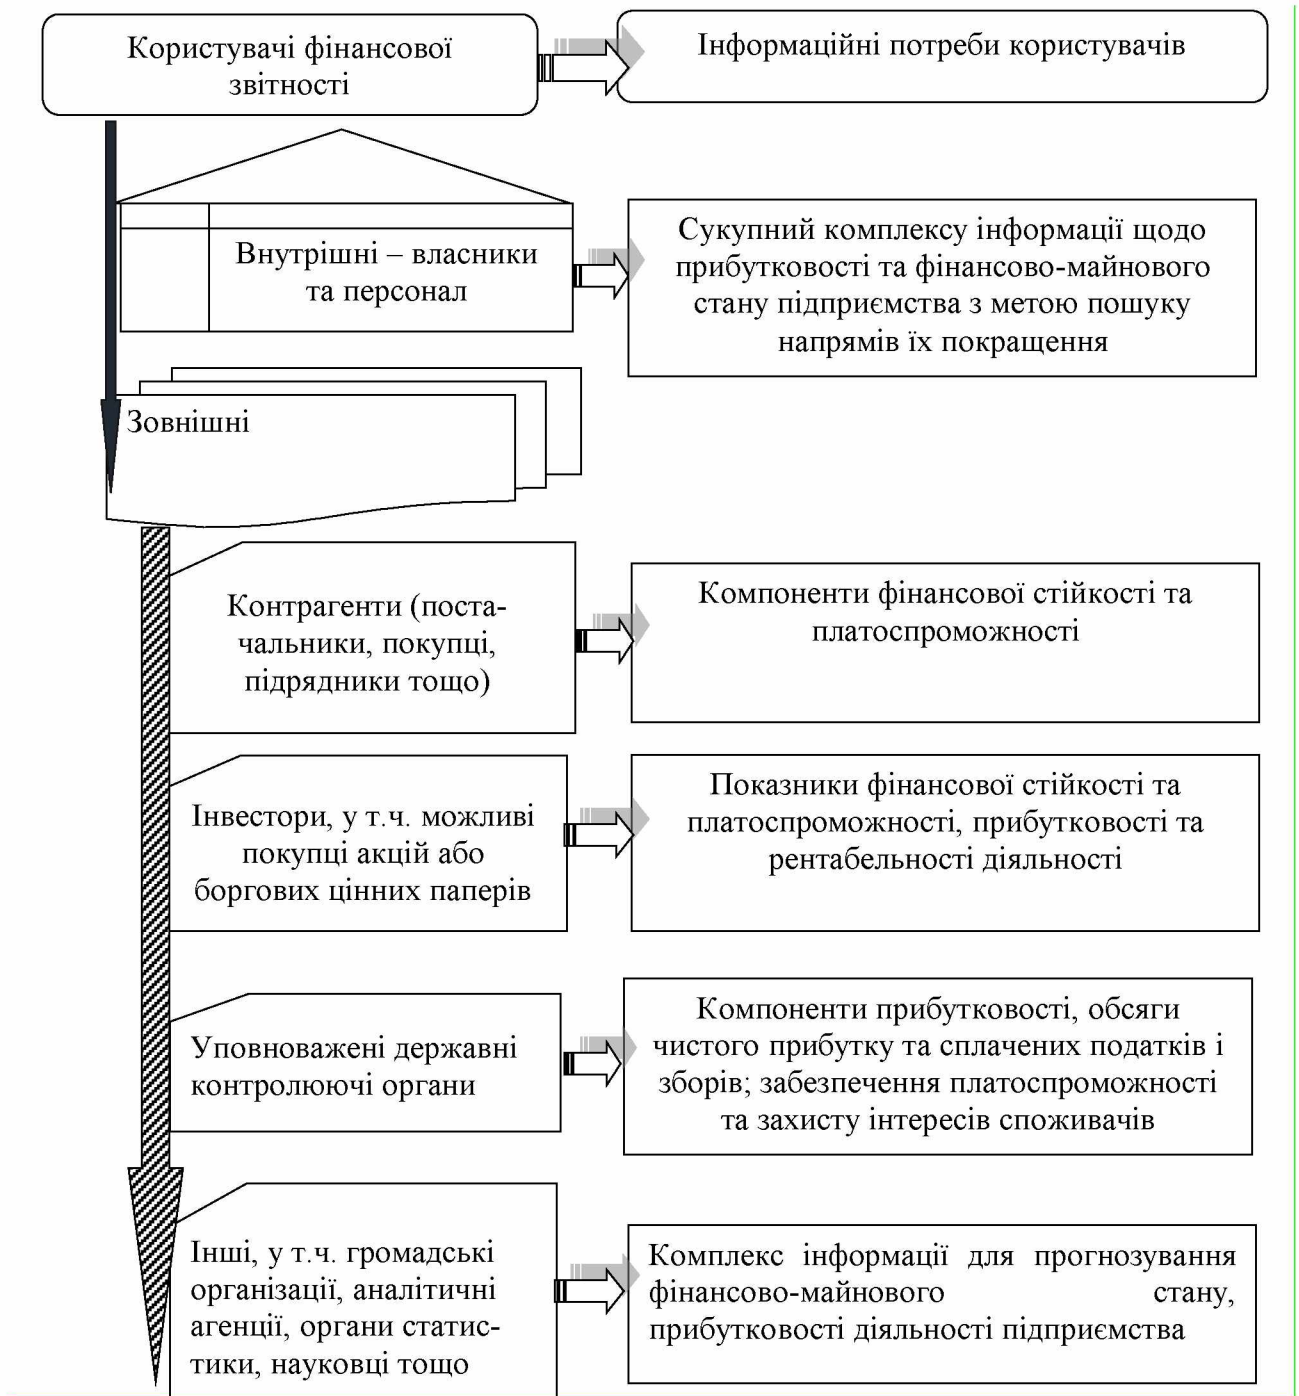 Користувачі фінансової
звітності
Інформаційні потреби користувачів
Внутрішні – власники
та персонал
Сукупний комплексу інформації щодо
прибутковості та фінансово-майнового
стану підприємства з метою пошуку
напрямів їх покращення
Зовнішні
Контрагенти (поста-
чальники, покупці,
підрядники тощо)
Компоненти фінансової стійкості та
платоспроможності
Інвестори, у т.ч. можливі
покупці акцій або
боргових цінних паперів
Показники фінансової стійкості та
платоспроможності, прибутковості та
рентабельності діяльності
Уповноважені державні
контролюючі органи
Компоненти прибутковості, обсяги
чистого прибутку та сплачених податків і
зборів; забезпечення платоспроможності
та захисту інтересів споживачів
Інші, у т.ч. громадські
організації, аналітичні
агенції, органи статис-
тики, науковці тощо
Комплекс інформації для прогнозування
фінансово-майнового стану,
прибутковості діяльності підприємства